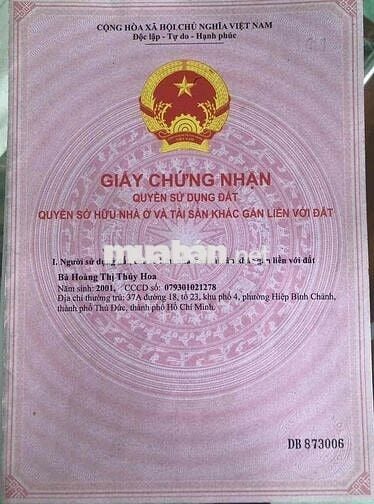 CỘNG HÒA XÃ HỘI CHỦ NGHĨA VIỆT NAM
Độc lập - Tự do - Hạnh phúc
VIỆT NAM
GIẤY CHỨNG NHẬN
QUYỀN SỬ DỤNG ĐẤT
QUYỀN SỞ HỮU NHÀ Ở VÀ TÀI SẢN KHÁC GẮN LIỀN VỚI ĐẤT
muaban.net
I. Người sử dụng gắn liền với đất
Bà Hoàng Thị Thúy Hoa
Năm sinh: 2001, CCCD số: 079301021278
Địa chỉ thường trú: 37A đường 18, tổ 23, khu phố 4, phường Hiệp Bình Chánh,
thành phố Thủ Đức, thành phố Hồ Chí Minh.
DB 873006